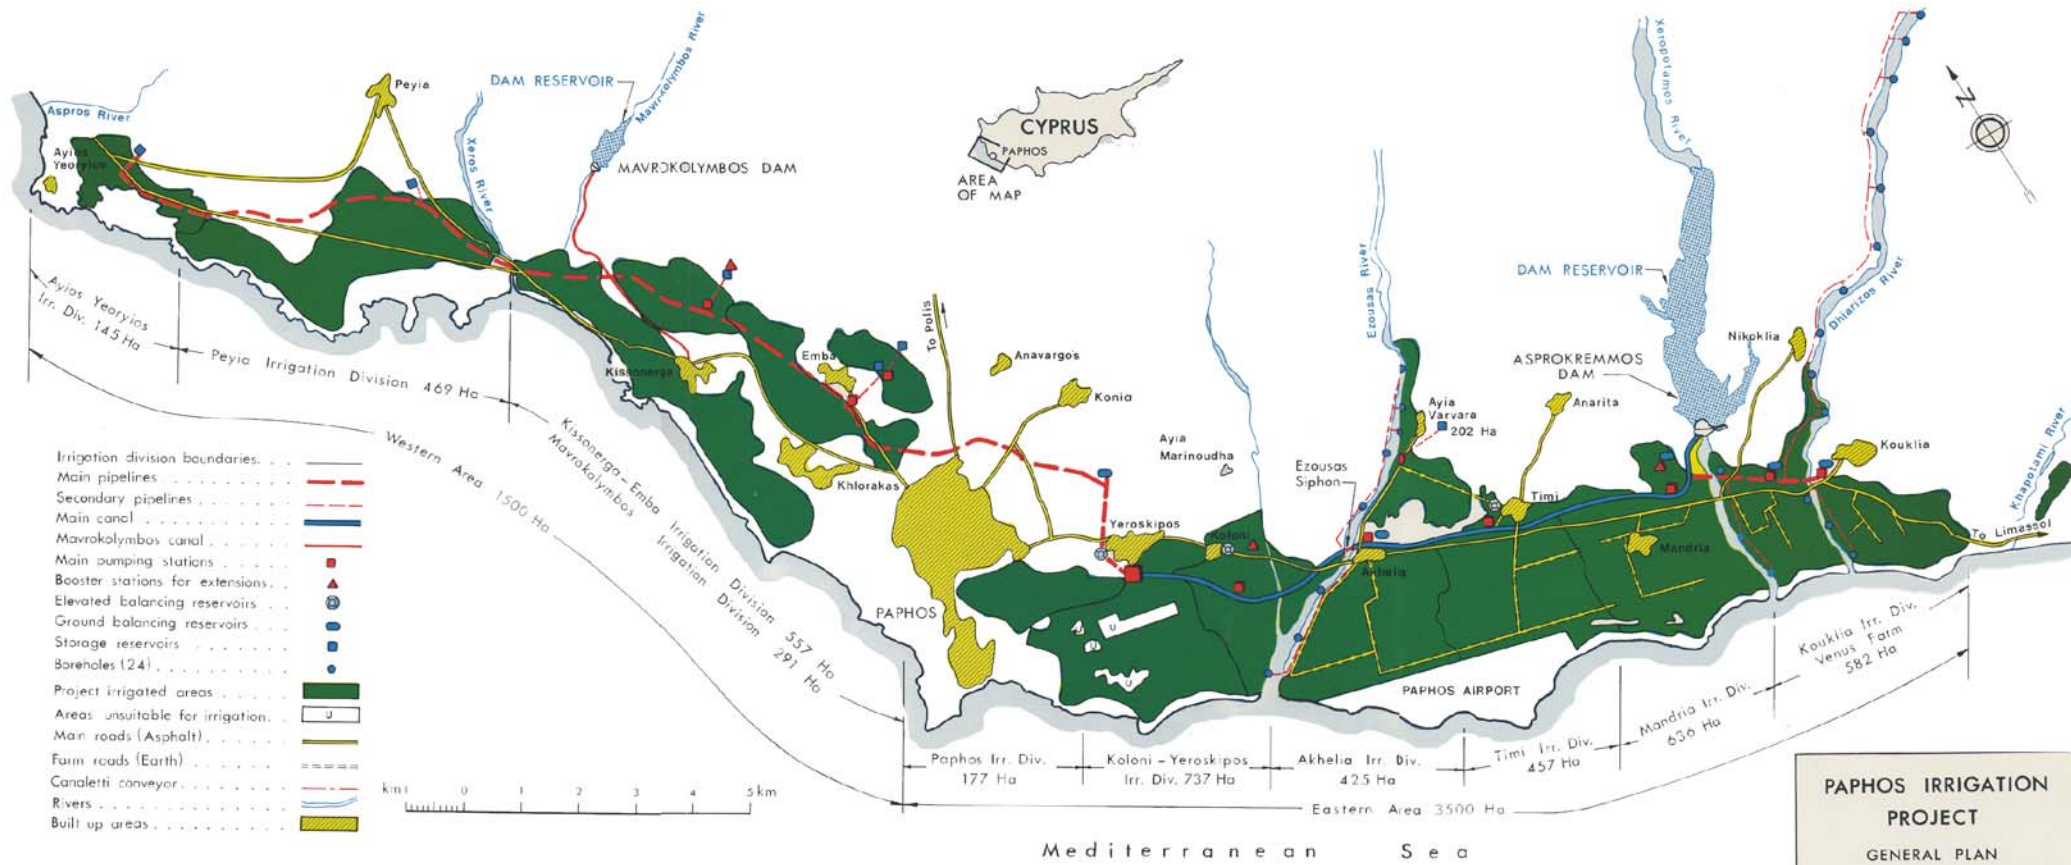 Aspros River
Ayios
Yeoryios
Peyia
Xeros River
DAM RESERVOIR
Mavrokolymbos River
MAVROKOLYMBOS DAM
CYPRUS
PAPHOS
AREA
OF MAP
Xeropotamos River
N
Ezousas River
DAM RESERVOIR
Dhiarizos River
Nikoklia
ASPROKREMMOS
DAM
Khapotami River
To Polis
Anavargos
Konia
Emba
Kissonerga
Khlorakas
Ayia
Marinoudha
Ayia
Varvara
202 Ha
Anarita
Kouklia
Ezousas
Siphon
Timi
Yeroskipos
Koloni
Akhelia
Mandria
To Limassol
PAPHOS
U
U
U
U
PAPHOS AIRPORT
Ayios Yeoryios
Irr. Div. 145 Ha
Peyia Irrigation Division 469 Ha
Western Area 1500 Ha
Kissonerga-Emba Irrigation Division 557 Ha
Mavrokolymbos Irrigation Division 291 Ha
Paphos Irr. Div.
177 Ha
Koloni-Yeroskipos
Irr. Div. 737 Ha
Akhelia Irr. Div.
425 Ha
Timi Irr. Div.
457 Ha
Mandria Irr. Div.
636 Ha
Kouklia Irr. Div.
Venus Farm
582 Ha
Eastern Area 3500 Ha
Irrigation division boundaries. . .
Main pipelines . . . . . . . .
Secondary pipelines . . . . . .
Main canal . . . . . . . . .
Mavrokolymbos canal . . . . .
Main pumping stations . . . . .
Booster stations for extensions. . .
Elevated balancing reservoirs . . .
Ground balancing reservoirs . . .
Storage reservoirs . . . . . .
Boreholes (24) . . . . . . . .
Project irrigated areas . . . . .
Areas unsuitable for irrigation. . .
U
Main roads (Asphalt). . . . . .
Farm roads (Earth) . . . . . .
Canaletti conveyor. . . . . . .
Rivers . . . . . . . . . . .
Built up areas . . . . . . . .
km 1 0 1 2 3 4 5 km
Mediterranean Sea
PAPHOS IRRIGATION
PROJECT
GENERAL PLAN